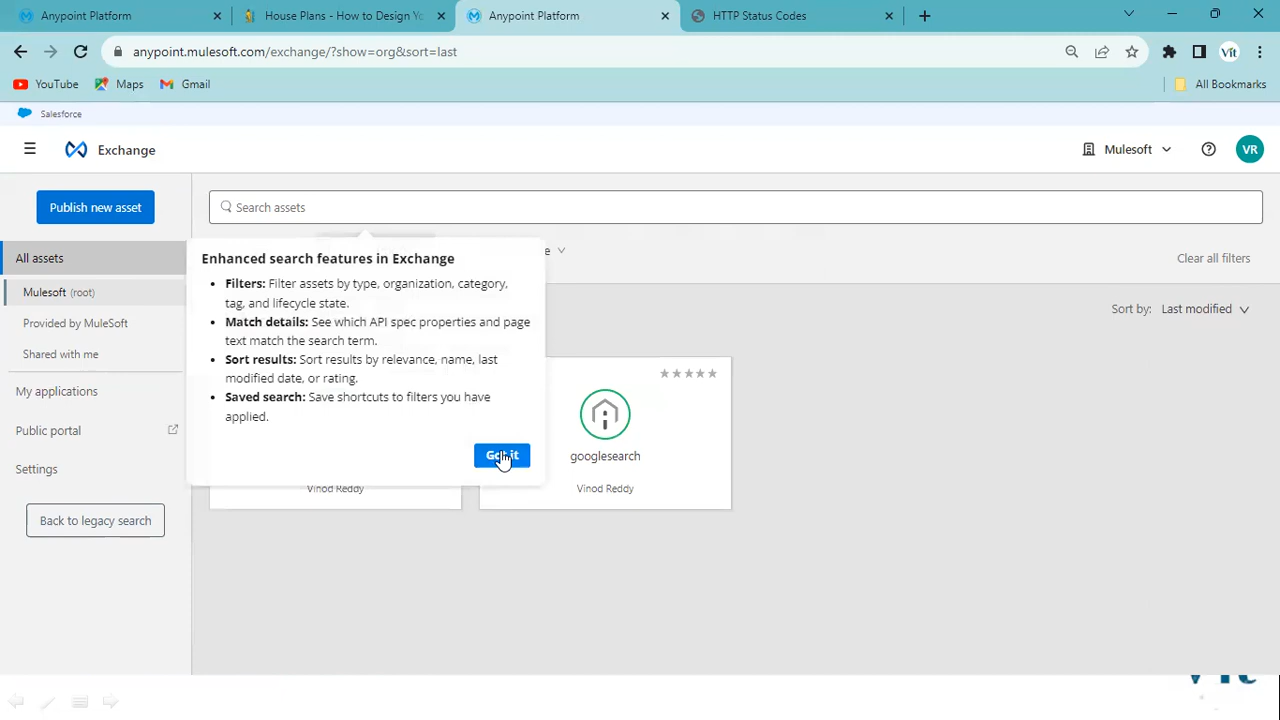 Anypoint Platform
House Plans - How to Design Y
Anypoint Platform
HTTP Status Codes
anypoint.mulesoft.com/exchange/?show=org&sort=last
Vit
YouTube
Maps
Gmail
All Bookmarks
Salesforce
Exchange
Mulesoft
VR
Publish new asset
Search assets
All assets
Enhanced search features in Exchange
e
Clear all filters
Filters: Filter assets by type, organization, category,
tag, and lifecycle state.
Mulesoft (root)
Sort by: Last modified
Provided by MuleSoft
Match details: See which API spec properties and page
text match the search term.
Shared with me
Sort results: Sort results by relevance, name, last
modified date, or rating.
My applications
Saved search: Save shortcuts to filters you have
applied.
Public portal
Got it
googlesearch
Settings
Vinod Reddy
Vinod Reddy
Back to legacy search